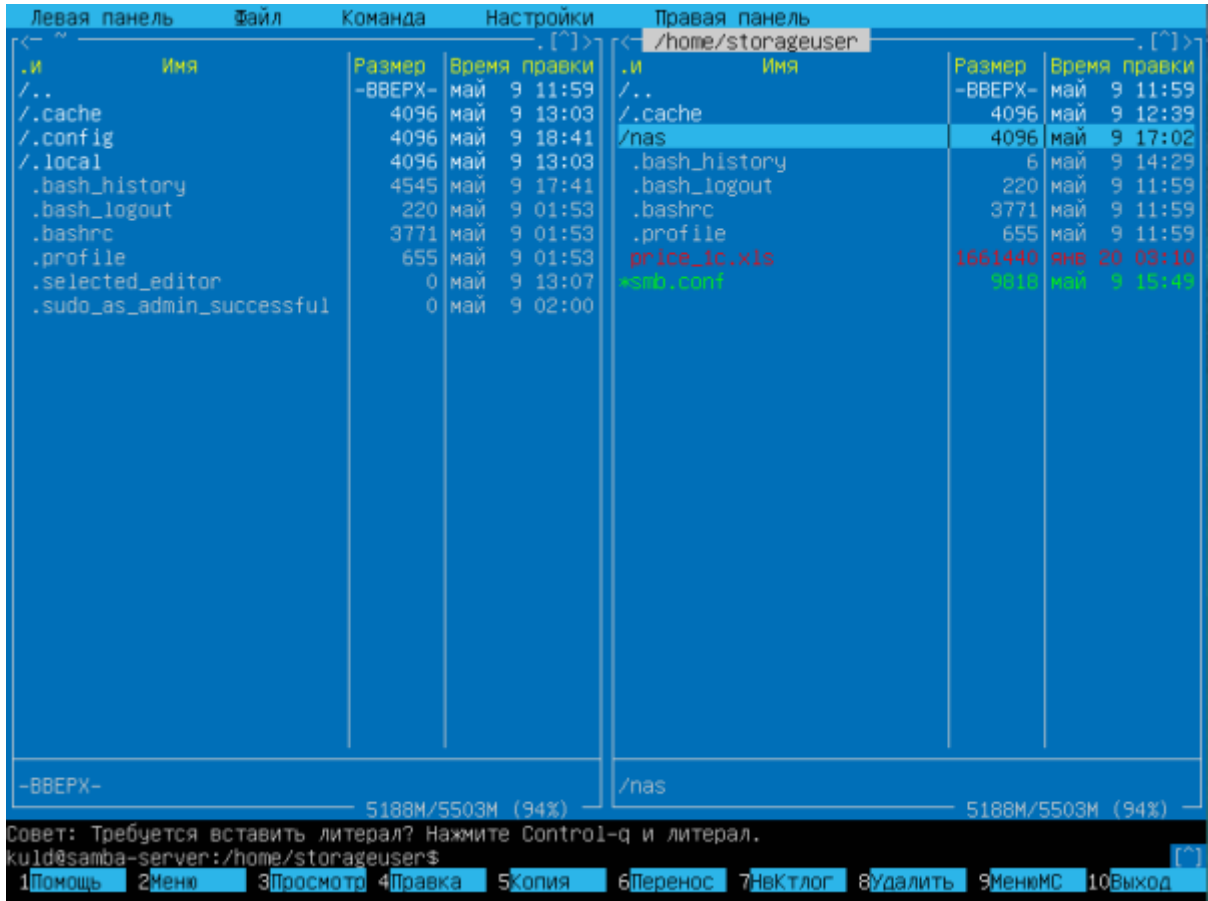 Левая панель Файл Команда Настройки Правая панель
<- ~ .[^]> <- /home/storageuser .[^]>
.и Имя Размер Время правки .и Имя Размер Время правки
/.. -ВВЕРХ- май 9 11:59 /.. -ВВЕРХ- май 9 11:59
/.cache 4096 май 9 13:03 /.cache 4096 май 9 12:39
/.config 4096 май 9 18:41 /nas 4096 май 9 17:02
/.local 4096 май 9 13:03 .bash_history 6 май 9 14:29
.bash_history 4545 май 9 17:41 .bash_logout 220 май 9 11:59
.bash_logout 220 май 9 01:53 .bashrc 3771 май 9 11:59
.bashrc 3771 май 9 01:53 .profile 655 май 9 11:59
.profile 655 май 9 01:53 price_1c.xls 1661440 янв 20 03:10
.selected_editor 0 май 9 13:07 *smb.conf 9818 май 9 15:49
.sudo_as_admin_successful 0 май 9 02:00
-ВВЕРХ- /nas
5188M/5503M (94%) 5188M/5503M (94%)
Совет: Требуется вставить литерал? Нажмите Control-q и литерал.
kuld@samba-server:/home/storageuser$ [^]
1Помощь 2Меню 3Просмотр 4Правка 5Копия 6Перенос 7НвКтлог 8Удалить 9МенюMC 10Выход